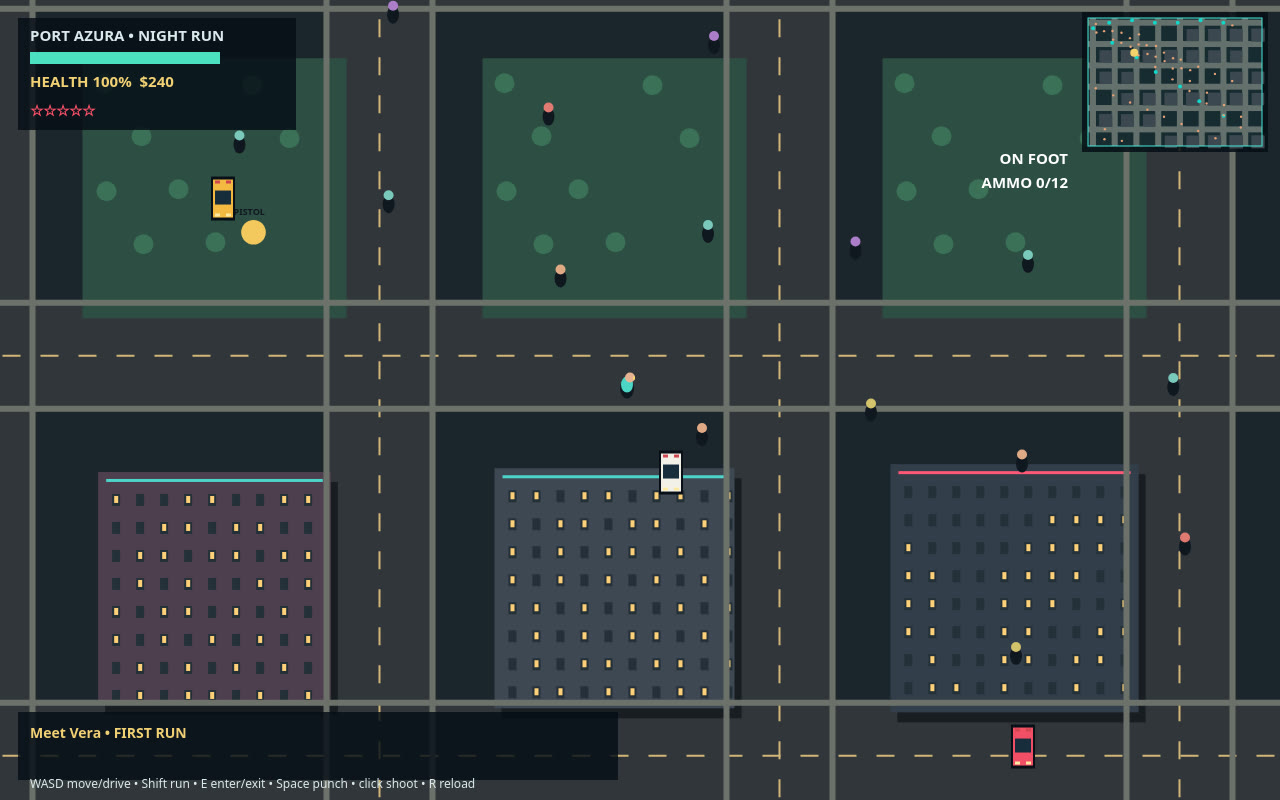 PORT AZURA • NIGHT RUN
HEALTH 100% $240
☆☆☆☆☆
ON FOOT
AMMO 0/12
PISTOL
Meet Vera • FIRST RUN
WASD move/drive • Shift run • E enter/exit • Space punch • click shoot • R reload